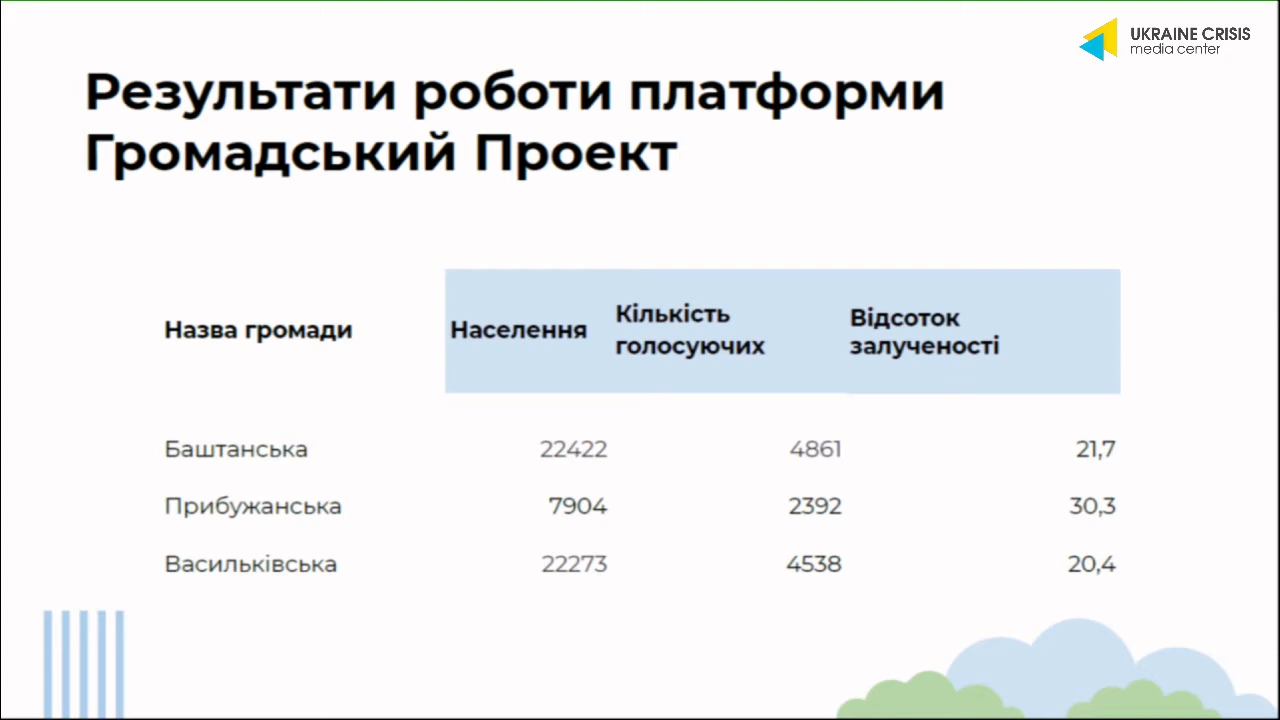 UKRAINE CRISIS
media center
Результати роботи платформи
Громадський Проект
Назва громади
Населення
Кількість
голосуючих
Відсоток
залученості
Баштанська 22422 4861 21,7
Прибужанська 7904 2392 30,3
Васильківська 22273 4538 20,4